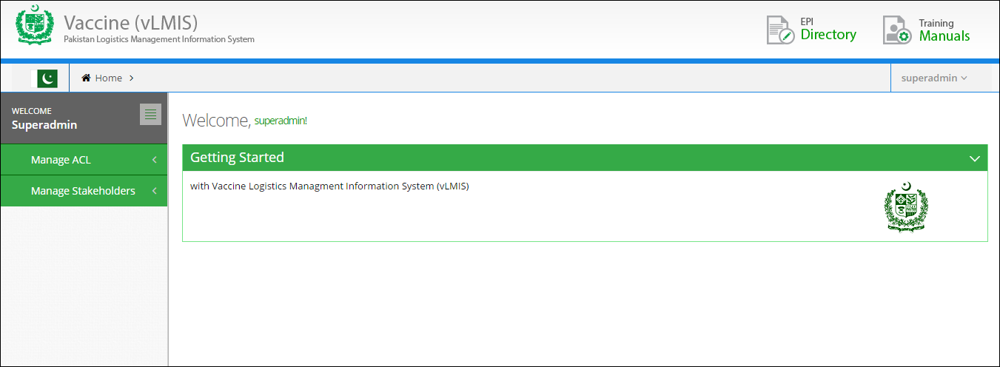 Vaccine (vLMIS)
Pakistan Logistics Management Information System
EPI
Directory
Training
Manuals
Home
superadmin
WELCOME
Superadmin
Manage ACL
Manage Stakeholders
Welcome, superadmin!
Getting Started
with Vaccine Logistics Managment Information System (vLMIS)